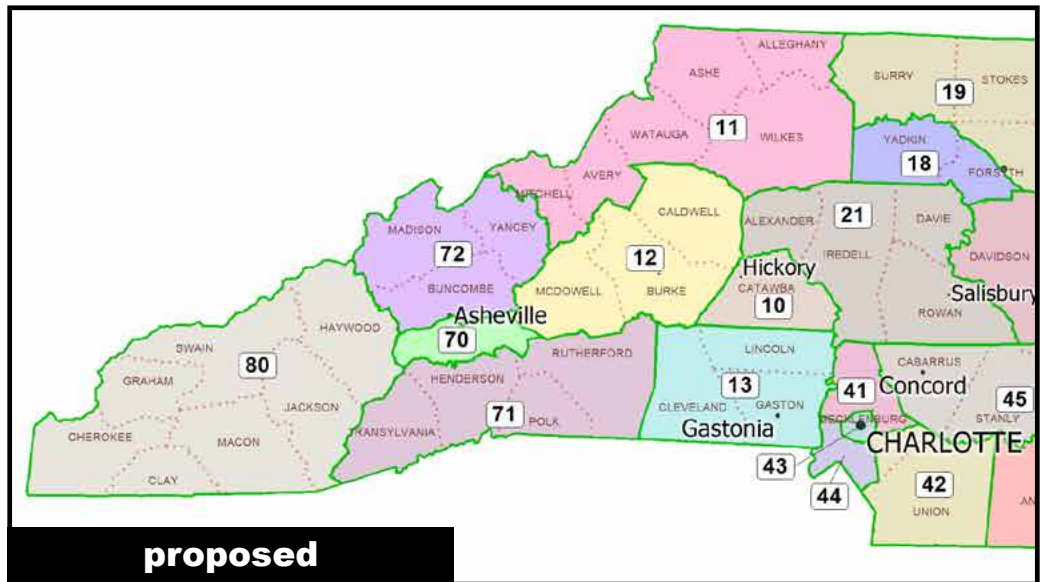 ALLEGHANY
ASHE
SURRY
STOKES
19
11
WATAUGA
WILKES
YADKIN
18
FORSYTH
AVERY
MITCHELL
CALDWELL
ALEXANDER
21
DAVIE
MADISON
YANCEY
72
12
IREDELL
DAVIDSON
Hickory
BUNCOMBE
MCDOWELL
BURKE
CATAWBA
10
Salisbury
ROWAN
Asheville
HAYWOOD
70
SWAIN
80
RUTHERFORD
LINCOLN
CABARRUS
GRAHAM
HENDERSON
13
41
Concord
45
JACKSON
71
CLEVELAND
GASTON
MECKLENBURG
STANLY
POLK
TRANSYLVANIA
Gastonia
CHEROKEE
MACON
CHARLOTTE
43
CLAY
44
42
AN
UNION
proposed